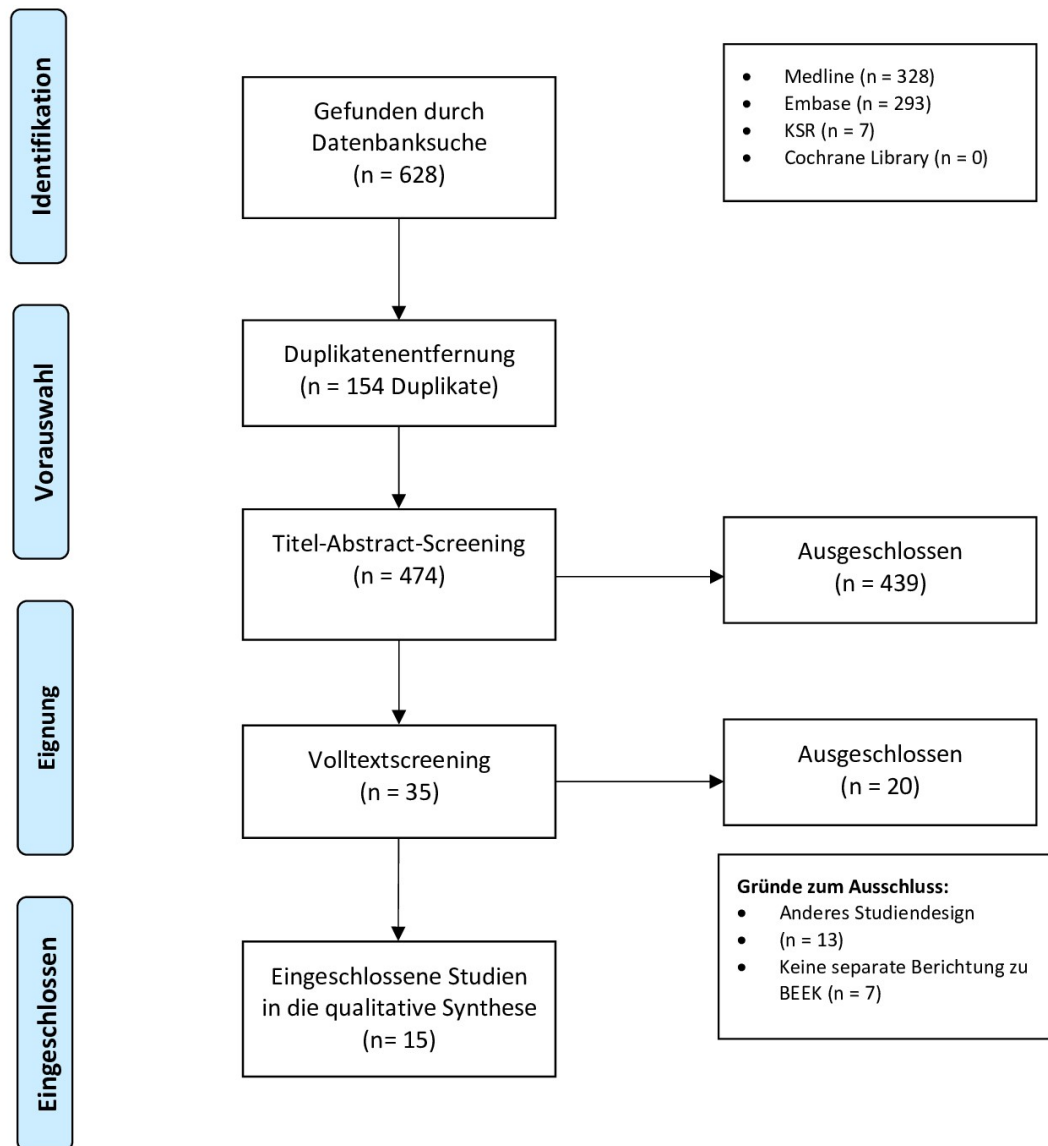 Identifikation
Gefunden durch
Datenbanksuche
(n = 628)
• Medline (n = 328)
• Embase (n = 293)
• KSR (n = 7)
• Cochrane Library (n = 0)
Vorauswahl
Duplikatenentfernung
(n = 154 Duplikate)
Titel-Abstract-Screening
(n = 474)
Ausgeschlossen
(n = 439)
Eignung
Volltextscreening
(n = 35)
Ausgeschlossen
(n = 20)
Gründe zum Ausschluss:
• Anderes Studiendesign
• (n = 13)
• Keine separate Berichtung zu
BEEK (n = 7)
Eingeschlossen
Eingeschlossene Studien
in die qualitative Synthese
(n= 15)